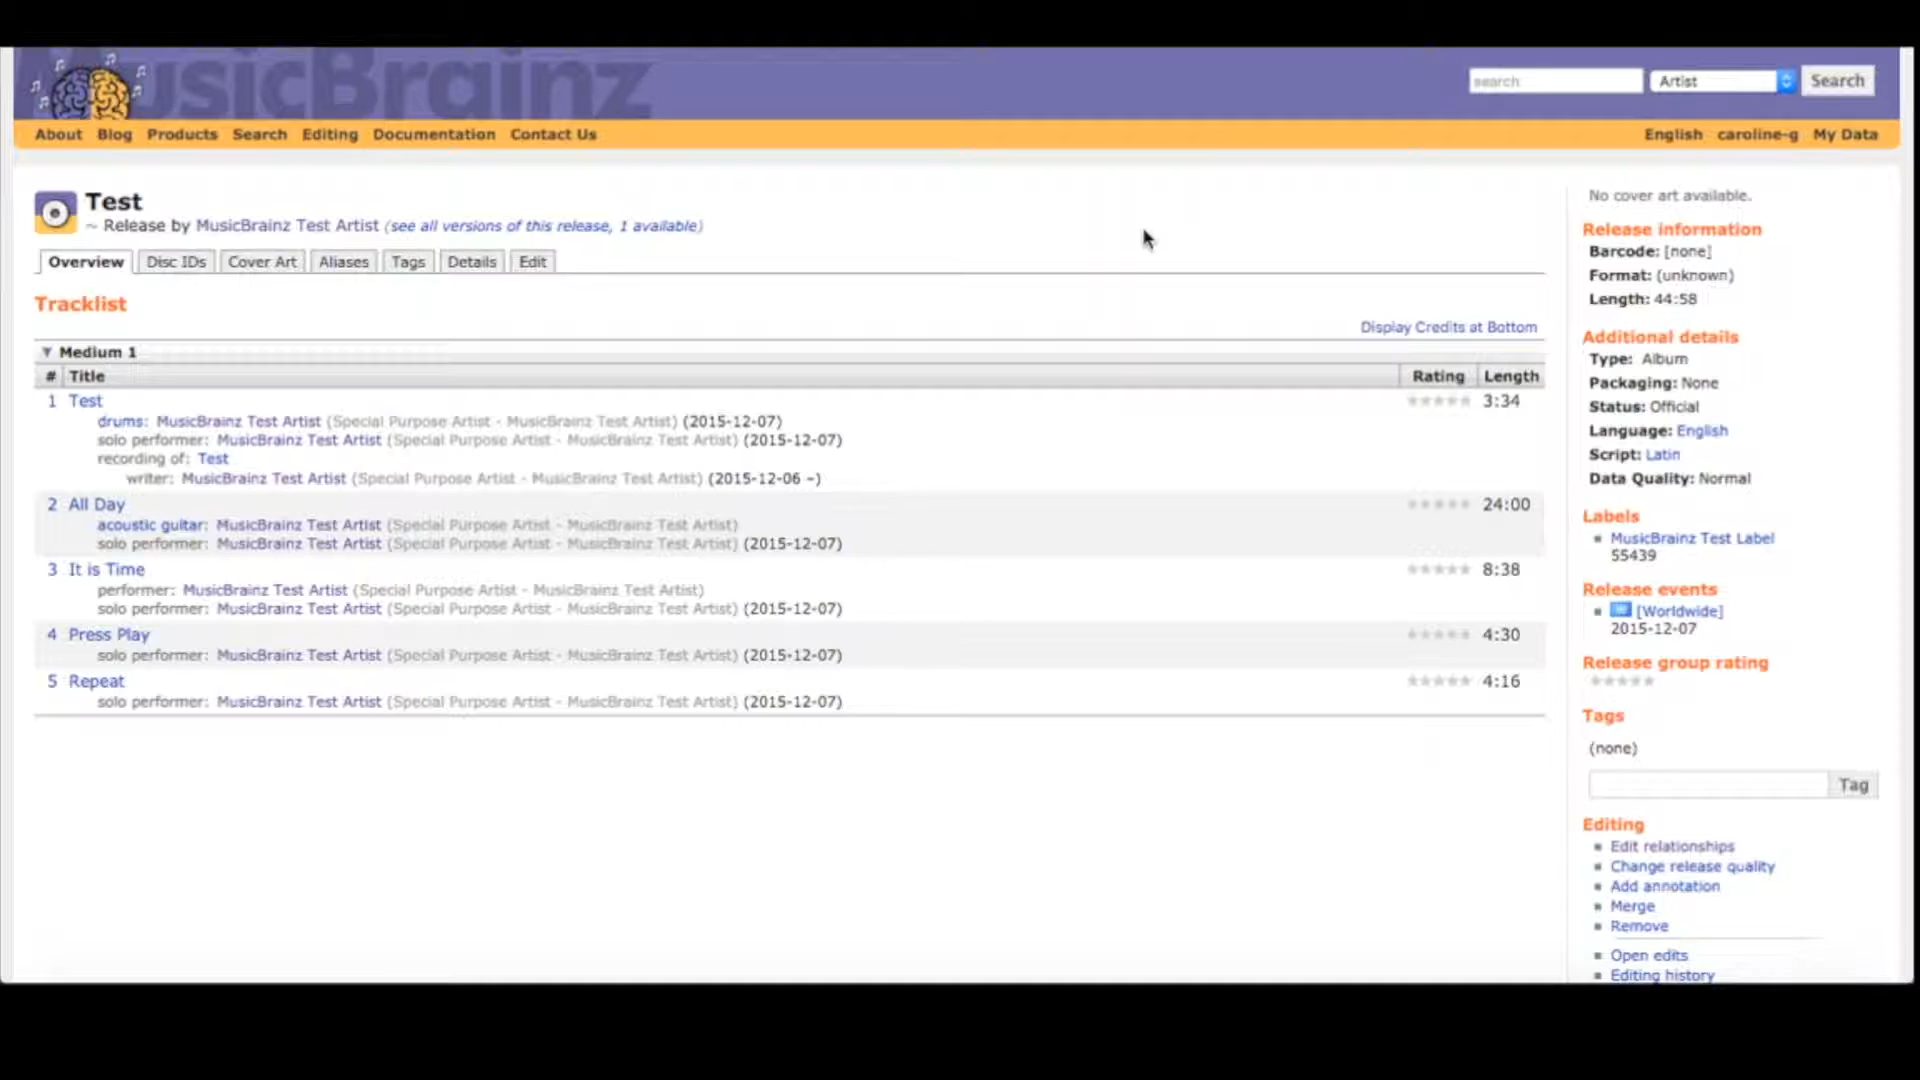 MusicBrainz
search Artist Search
About Blog Products Search Editing Documentation Contact Us English caroline-g My Data
Test
~ Release by MusicBrainz Test Artist (see all versions of this release, 1 available)
Overview Disc IDs Cover Art Aliases Tags Details Edit
Tracklist
Display Credits at Bottom
▼ Medium 1
# Title Rating Length
1 Test 3:34
drums: MusicBrainz Test Artist (Special Purpose Artist - MusicBrainz Test Artist) (2015-12-07)
solo performer: MusicBrainz Test Artist (Special Purpose Artist - MusicBrainz Test Artist) (2015-12-07)
recording of: Test
writer: MusicBrainz Test Artist (Special Purpose Artist - MusicBrainz Test Artist) (2015-12-06 –)
2 All Day 24:00
acoustic guitar: MusicBrainz Test Artist (Special Purpose Artist - MusicBrainz Test Artist)
solo performer: MusicBrainz Test Artist (Special Purpose Artist - MusicBrainz Test Artist) (2015-12-07)
3 It is Time 8:38
performer: MusicBrainz Test Artist (Special Purpose Artist - MusicBrainz Test Artist)
solo performer: MusicBrainz Test Artist (Special Purpose Artist - MusicBrainz Test Artist) (2015-12-07)
4 Press Play 4:30
solo performer: MusicBrainz Test Artist (Special Purpose Artist - MusicBrainz Test Artist) (2015-12-07)
5 Repeat 4:16
solo performer: MusicBrainz Test Artist (Special Purpose Artist - MusicBrainz Test Artist) (2015-12-07)
No cover art available.
Release information
Barcode: [none]
Format: (unknown)
Length: 44:58
Additional details
Type: Album
Packaging: None
Status: Official
Language: English
Script: Latin
Data Quality: Normal
Labels
MusicBrainz Test Label
55439
Release events
[Worldwide]
2015-12-07
Release group rating
Tags
(none)
Tag
Editing
Edit relationships
Change release quality
Add annotation
Merge
Remove
Open edits
Editing history